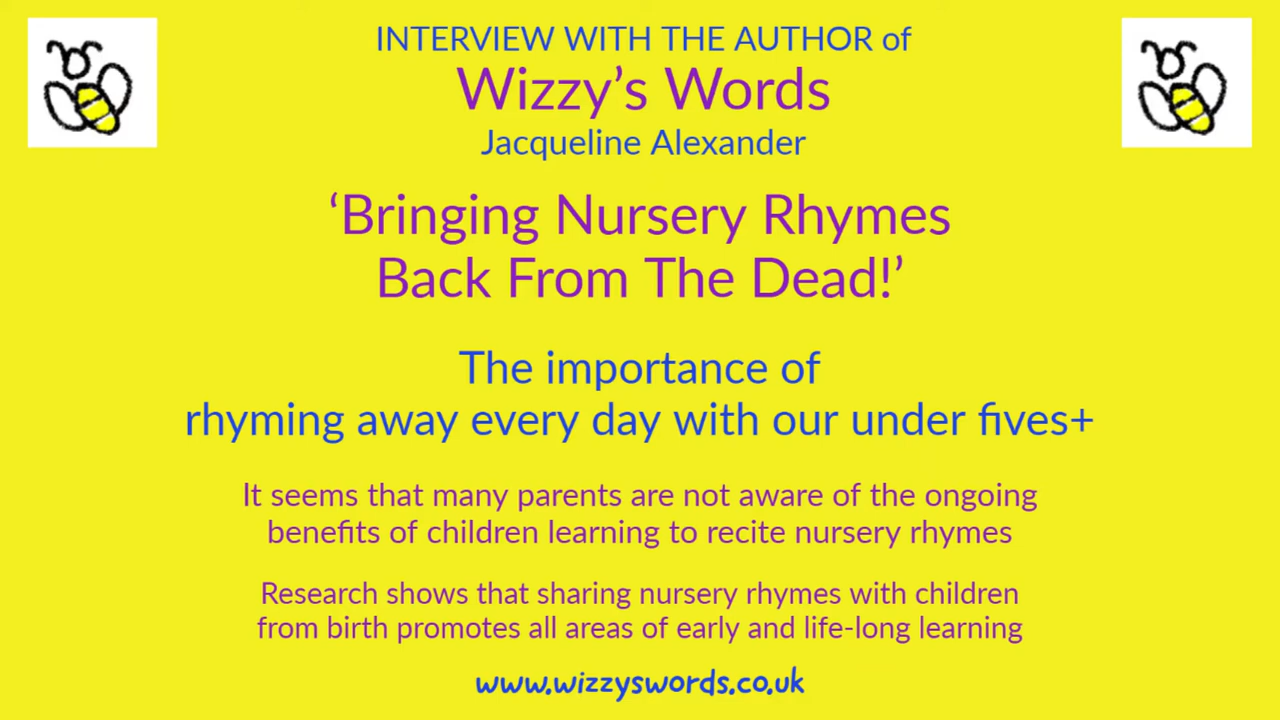 INTERVIEW WITH THE AUTHOR of
Wizzy’s Words
Jacqueline Alexander
‘Bringing Nursery Rhymes
Back From The Dead!’
The importance of
rhyming away every day with our under fives+
It seems that many parents are not aware of the ongoing
benefits of children learning to recite nursery rhymes
Research shows that sharing nursery rhymes with children
from birth promotes all areas of early and life-long learning
www.wizzyswords.co.uk